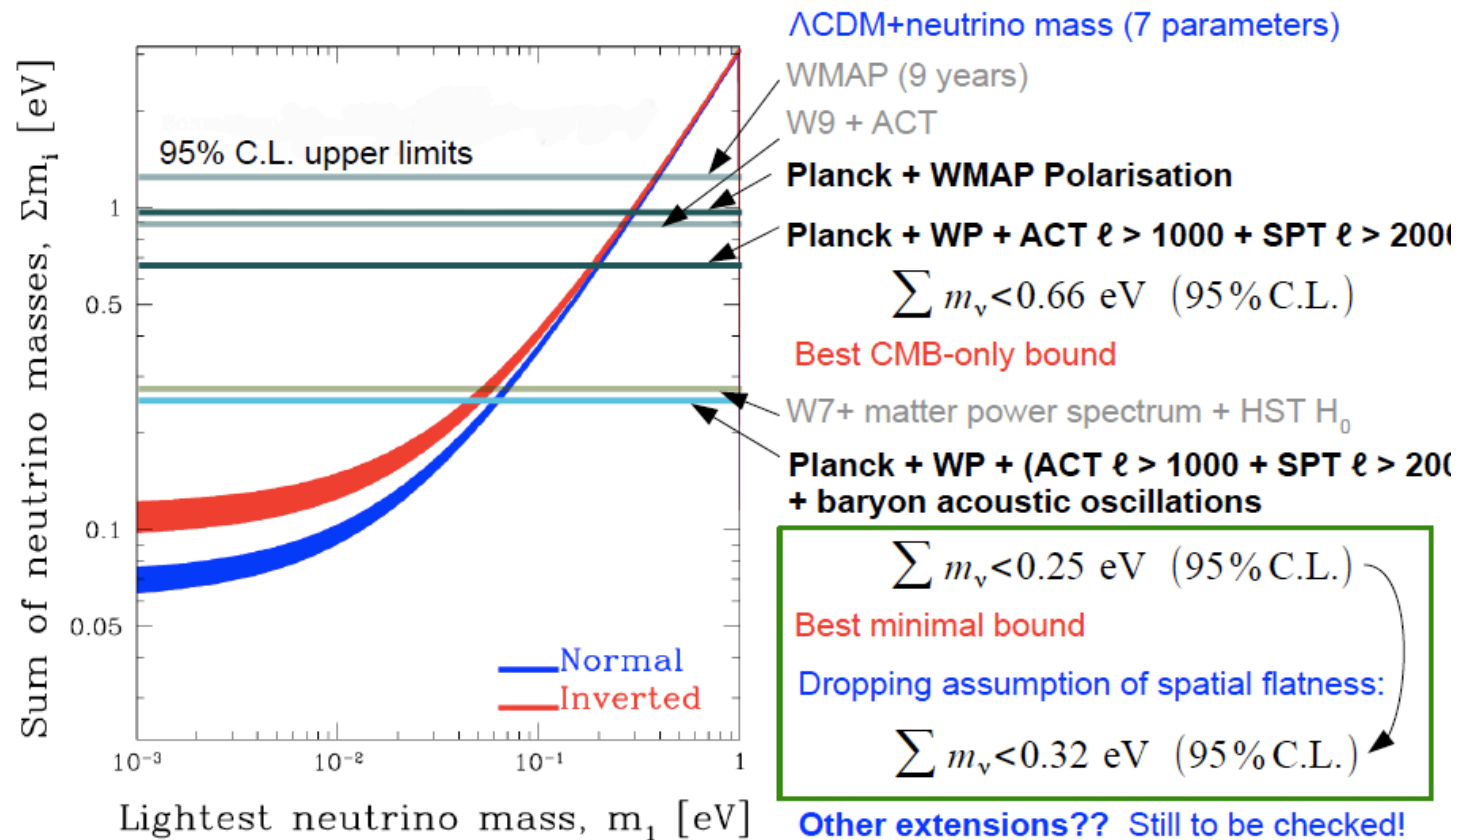 ΛCDM+neutrino mass (7 parameters)
WMAP (9 years)
W9 + ACT
Planck + WMAP Polarisation
Planck + WP + ACT ℓ > 1000 + SPT ℓ > 200
∑ mν<0.66 eV (95% C.L.)
Best CMB-only bound
W7+ matter power spectrum + HST H0
Planck + WP + (ACT ℓ > 1000 + SPT ℓ > 200
+ baryon acoustic oscillations
∑ mν<0.25 eV (95% C.L.)
Best minimal bound
Dropping assumption of spatial flatness:
∑ mν<0.32 eV (95% C.L.)
Other extensions?? Still to be checked!
Sum of neutrino masses, Σmi [eV]
95% C.L. upper limits
1
0.5
0.1
0.05
Normal
Inverted
10⁻³ 10⁻² 10⁻¹ 1
Lightest neutrino mass, m1 [eV]